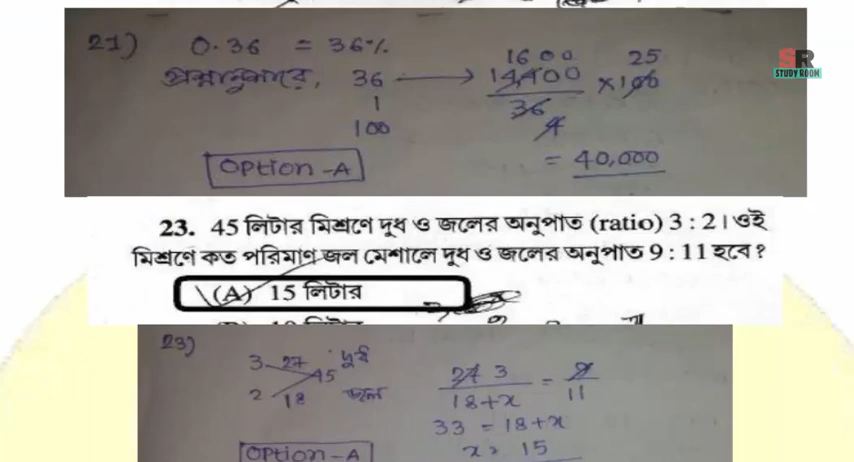 21) 0.36 = 36%
প্রশ্নানুসারে, 36 → 14400/36 × 100
1600 25
1
100
4
= 40,000
Option-A
SR
STUDY ROOM
23. 45 লিটার মিশ্রণে দুধ ও জলের অনুপাত (ratio) 3 : 2। ওই
মিশ্রণে কত পরিমাণ জল মেশালে দুধ ও জলের অনুপাত 9 : 11 হবে?
(A) 15 লিটার
23)
3 27 দুধ
45
2 18 জল
27 3/18+x = 9/11
33 = 18+x
x = 15
Option-A